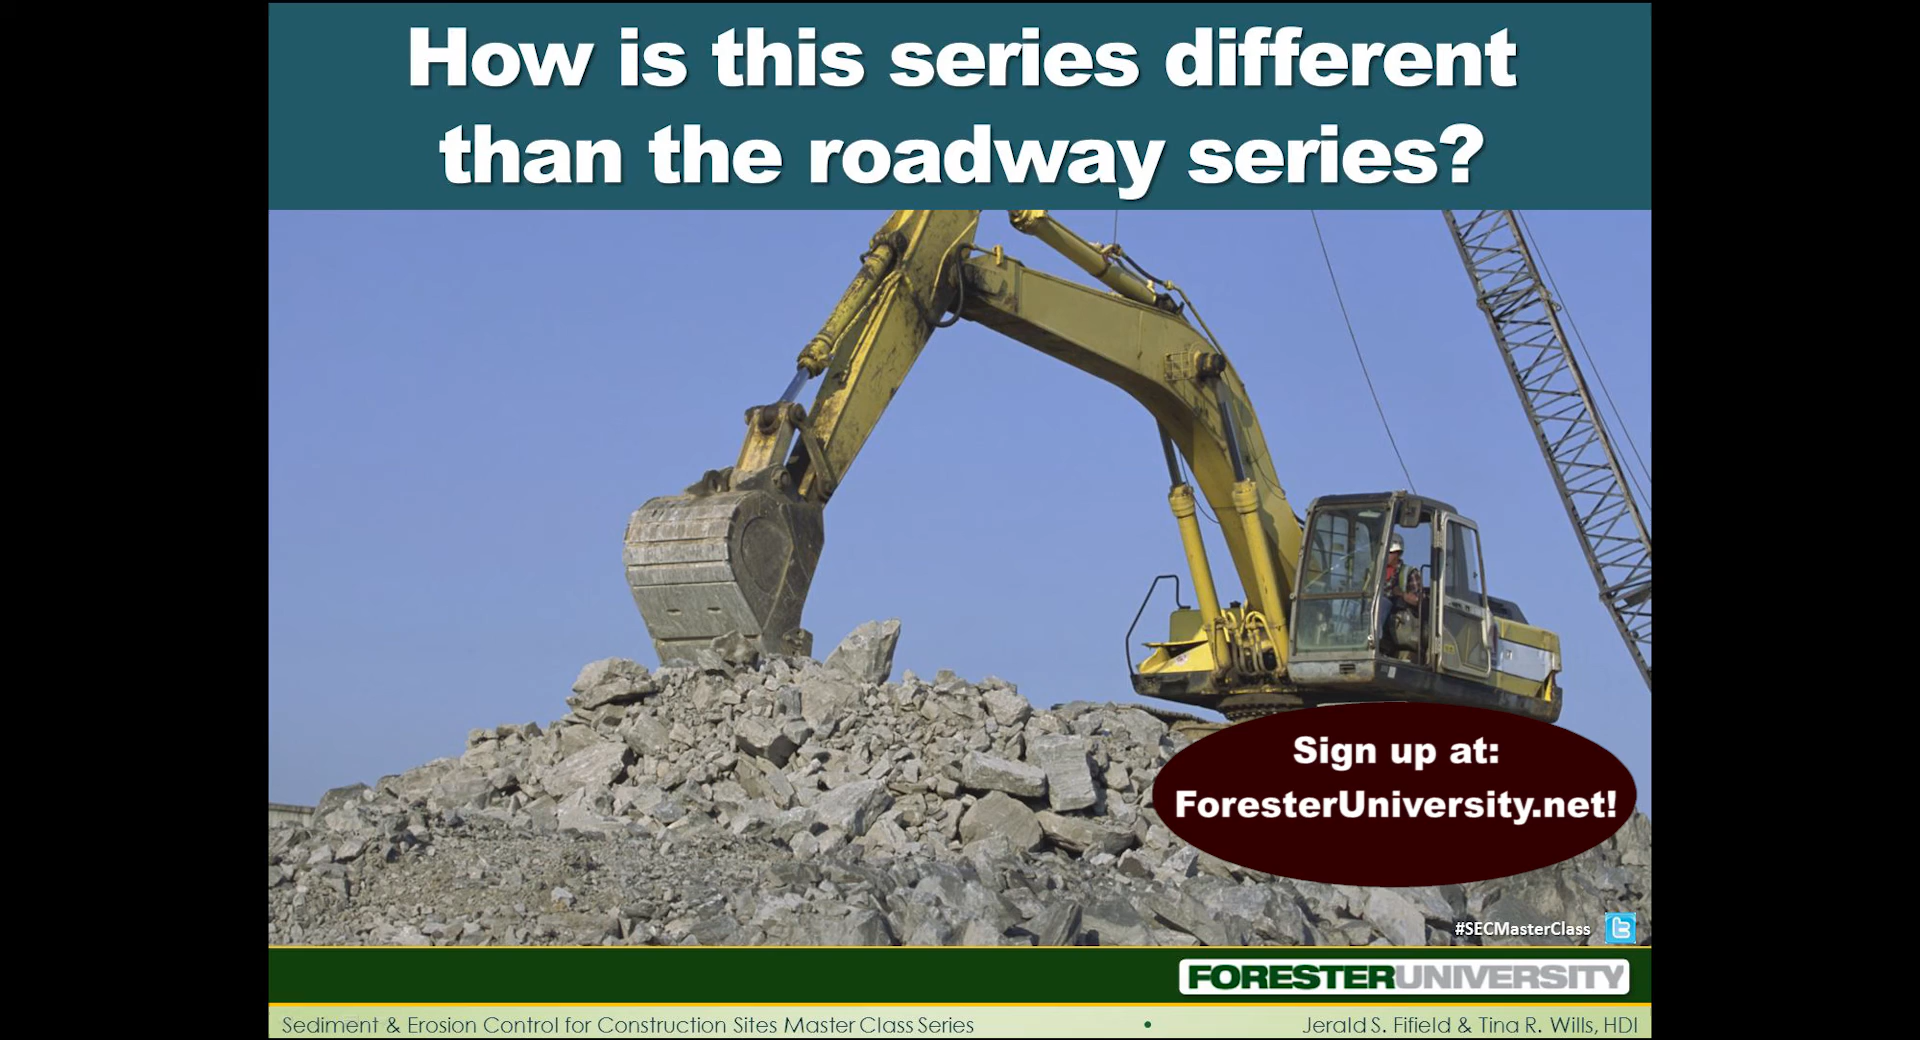 How is this series different
than the roadway series?
Sign up at:
ForesterUniversity.net!
#SECMasterClass
FORESTERUNIVERSITY
Sediment & Erosion Control for Construction Sites Master Class Series • Jerald S. Fifield & Tina R. Wills, HDI